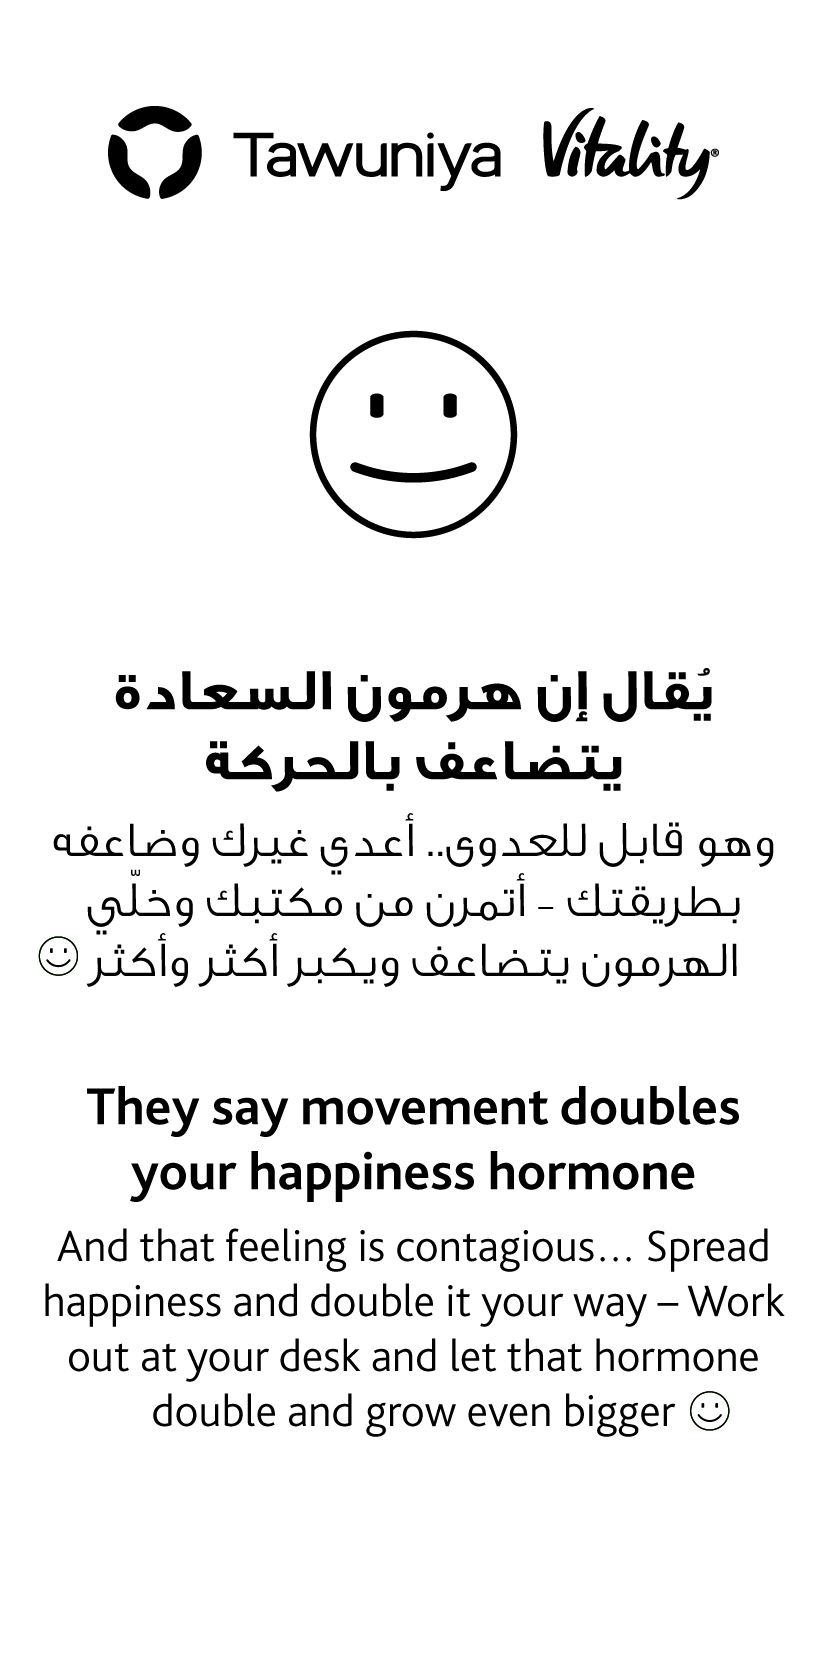 Tawuniya Vitality®
يُقال إن هرمون السعادة
يتضاعف بالحركة
وهو قابل للعدوى.. أعدي غيرك وضاعفه
بطريقتك – أتمرن من مكتبك وخلّي
الهرمون يتضاعف ويكبر أكثر وأكثر
They say movement doubles
your happiness hormone
And that feeling is contagious... Spread
happiness and double it your way – Work
out at your desk and let that hormone
double and grow even bigger